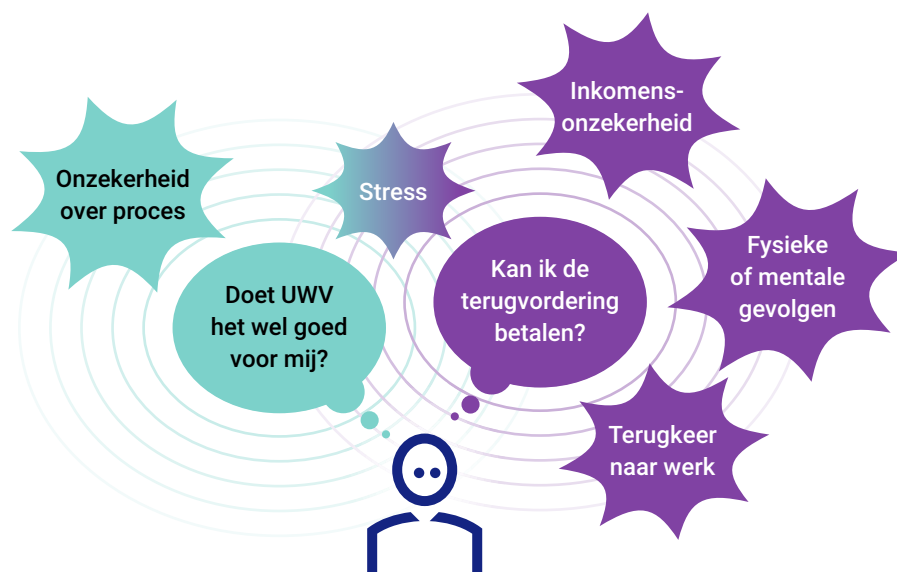 Onzekerheid
over proces
Stress
Inkomens-
onzekerheid
Fysieke
of mentale
gevolgen
Doet UWV
het wel goed
voor mij?
Kan ik de
terugvordering
betalen?
Terugkeer
naar werk